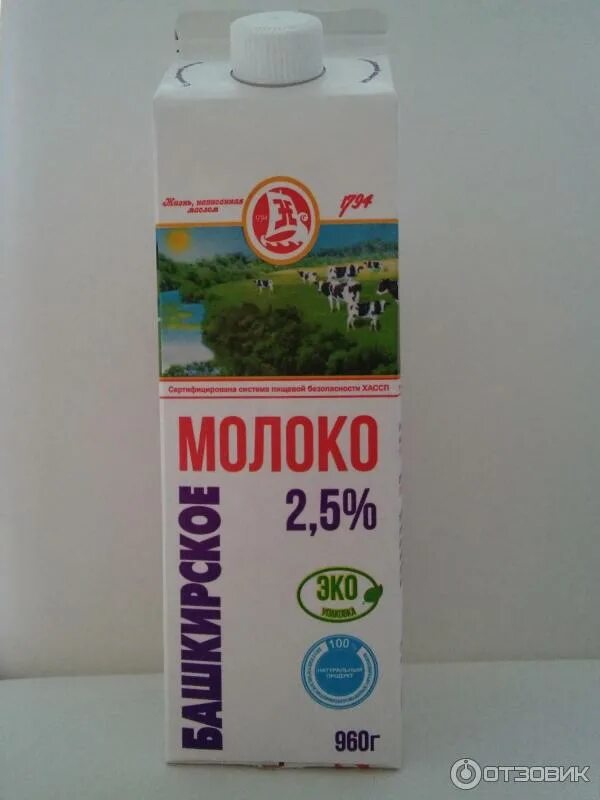 Жизнь, написанная
маслом
1794
Сертифицирована система пищевой безопасности ХАССП
МОЛОКО
2,5%
БАШКИРСКОЕ
ЭКО
УПАКОВКА
100%
НАТУРАЛЬНЫЙ
ПРОДУКТ
960г
ОТЗОВИК